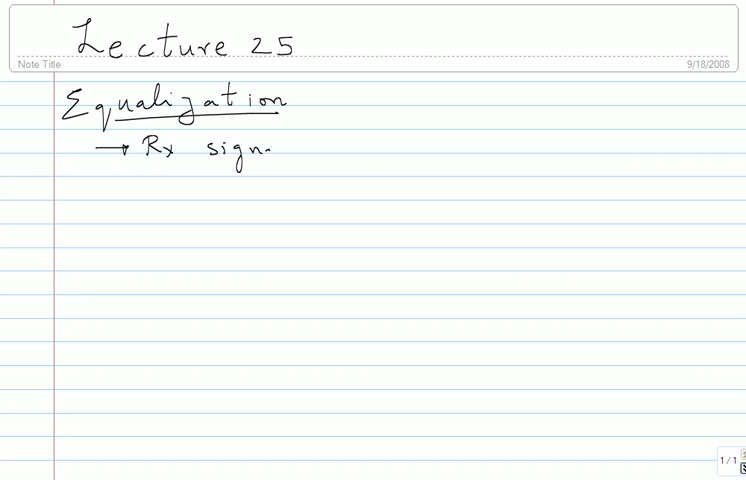 Lecture 25
Note Title
9/18/2008
Equalization
→ Rx sign
1 / 1